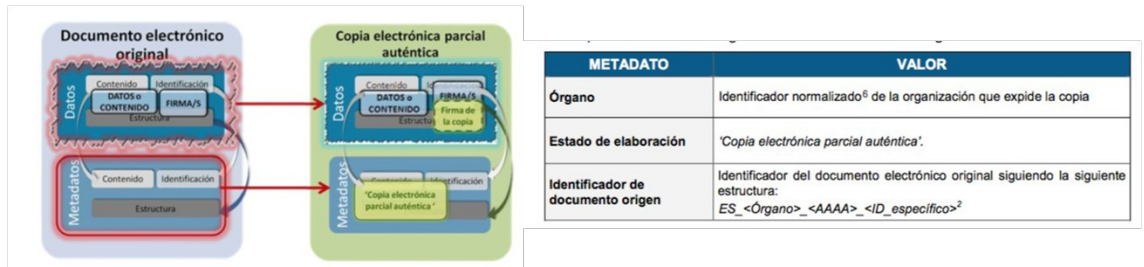 Documento electrónico
original
Datos
Contenido
Identificación
DATOS o
CONTENIDO
FIRMA/S
Estructura
Metadatos
Contenido
Identificación
Estructura
Copia electrónica parcial
auténtica
Datos
Contenido
Identificación
DATOS o
CONTENIDO
FIRMA/S
Firma de
la copia
Metadatos
Identificación
'Copia electrónica
parcial auténtica'
METADATO VALOR
Órgano Identificador normalizado⁶ de la organización que expide la copia
Estado de elaboración 'Copia electrónica parcial auténtica'.
Identificador de
documento origen
Identificador del documento electrónico original siguiendo la siguiente
estructura:
ES_<Órgano>_<AAAA>_<ID_específico>²